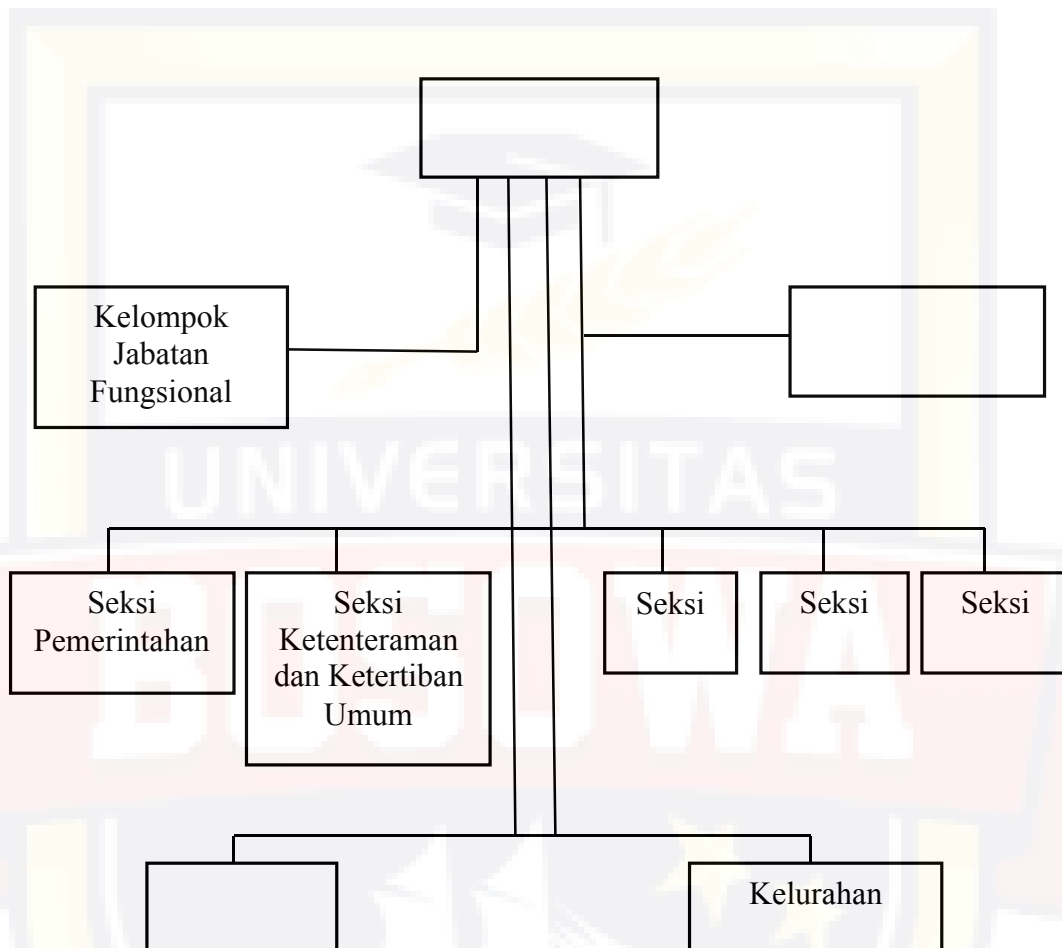 Kelompok
Jabatan
Fungsional
UNIVERSITAS
Seksi
Pemerintahan
Seksi
Ketenteraman
dan Ketertiban
Umum
Seksi
Seksi
Seksi
BOSOWA
Kelurahan